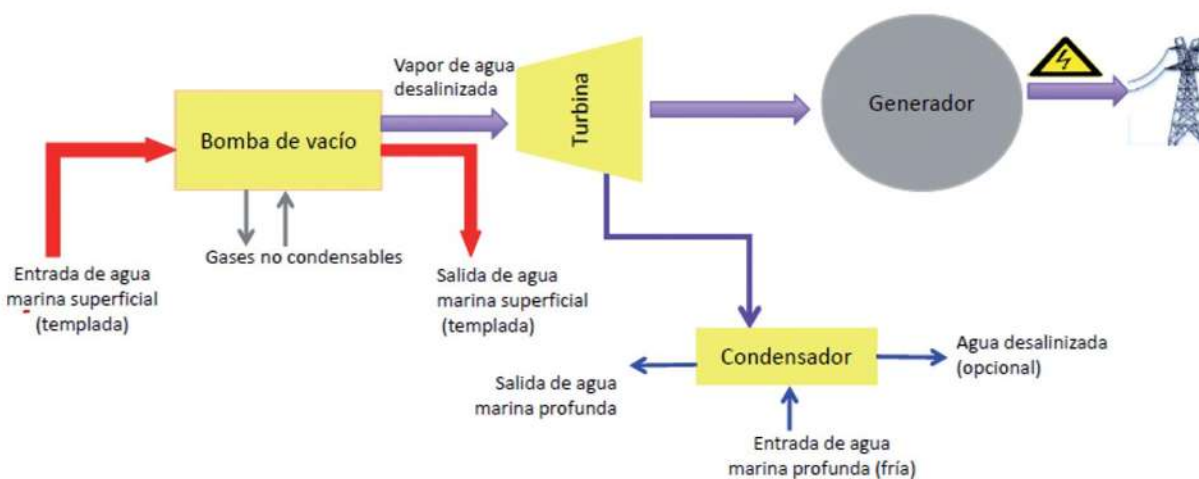 Vapor de agua
desalinizada
Turbina
Generador
Bomba de vacío
Gases no condensables
Entrada de agua
marina superficial
(templada)
Salida de agua
marina superficial
(templada)
Condensador
Agua desalinizada
(opcional)
Salida de agua
marina profunda
Entrada de agua
marina profunda (fría)